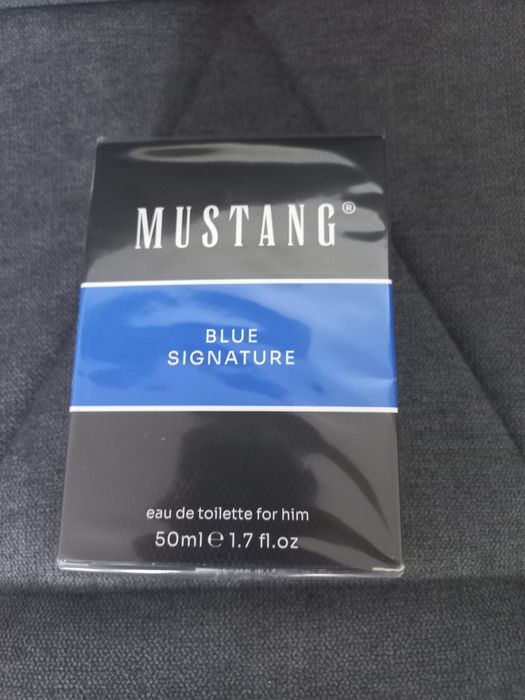 MUSTANG®
BLUE
SIGNATURE
eau de toilette for him
50ml ℮ 1.7 fl.oz